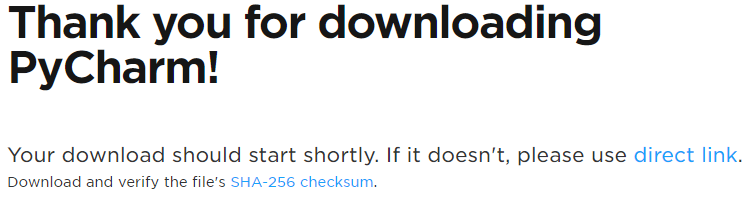 Thank you for downloading
PyCharm!
Your download should start shortly. If it doesn't, please use direct link.
Download and verify the file's SHA-256 checksum.